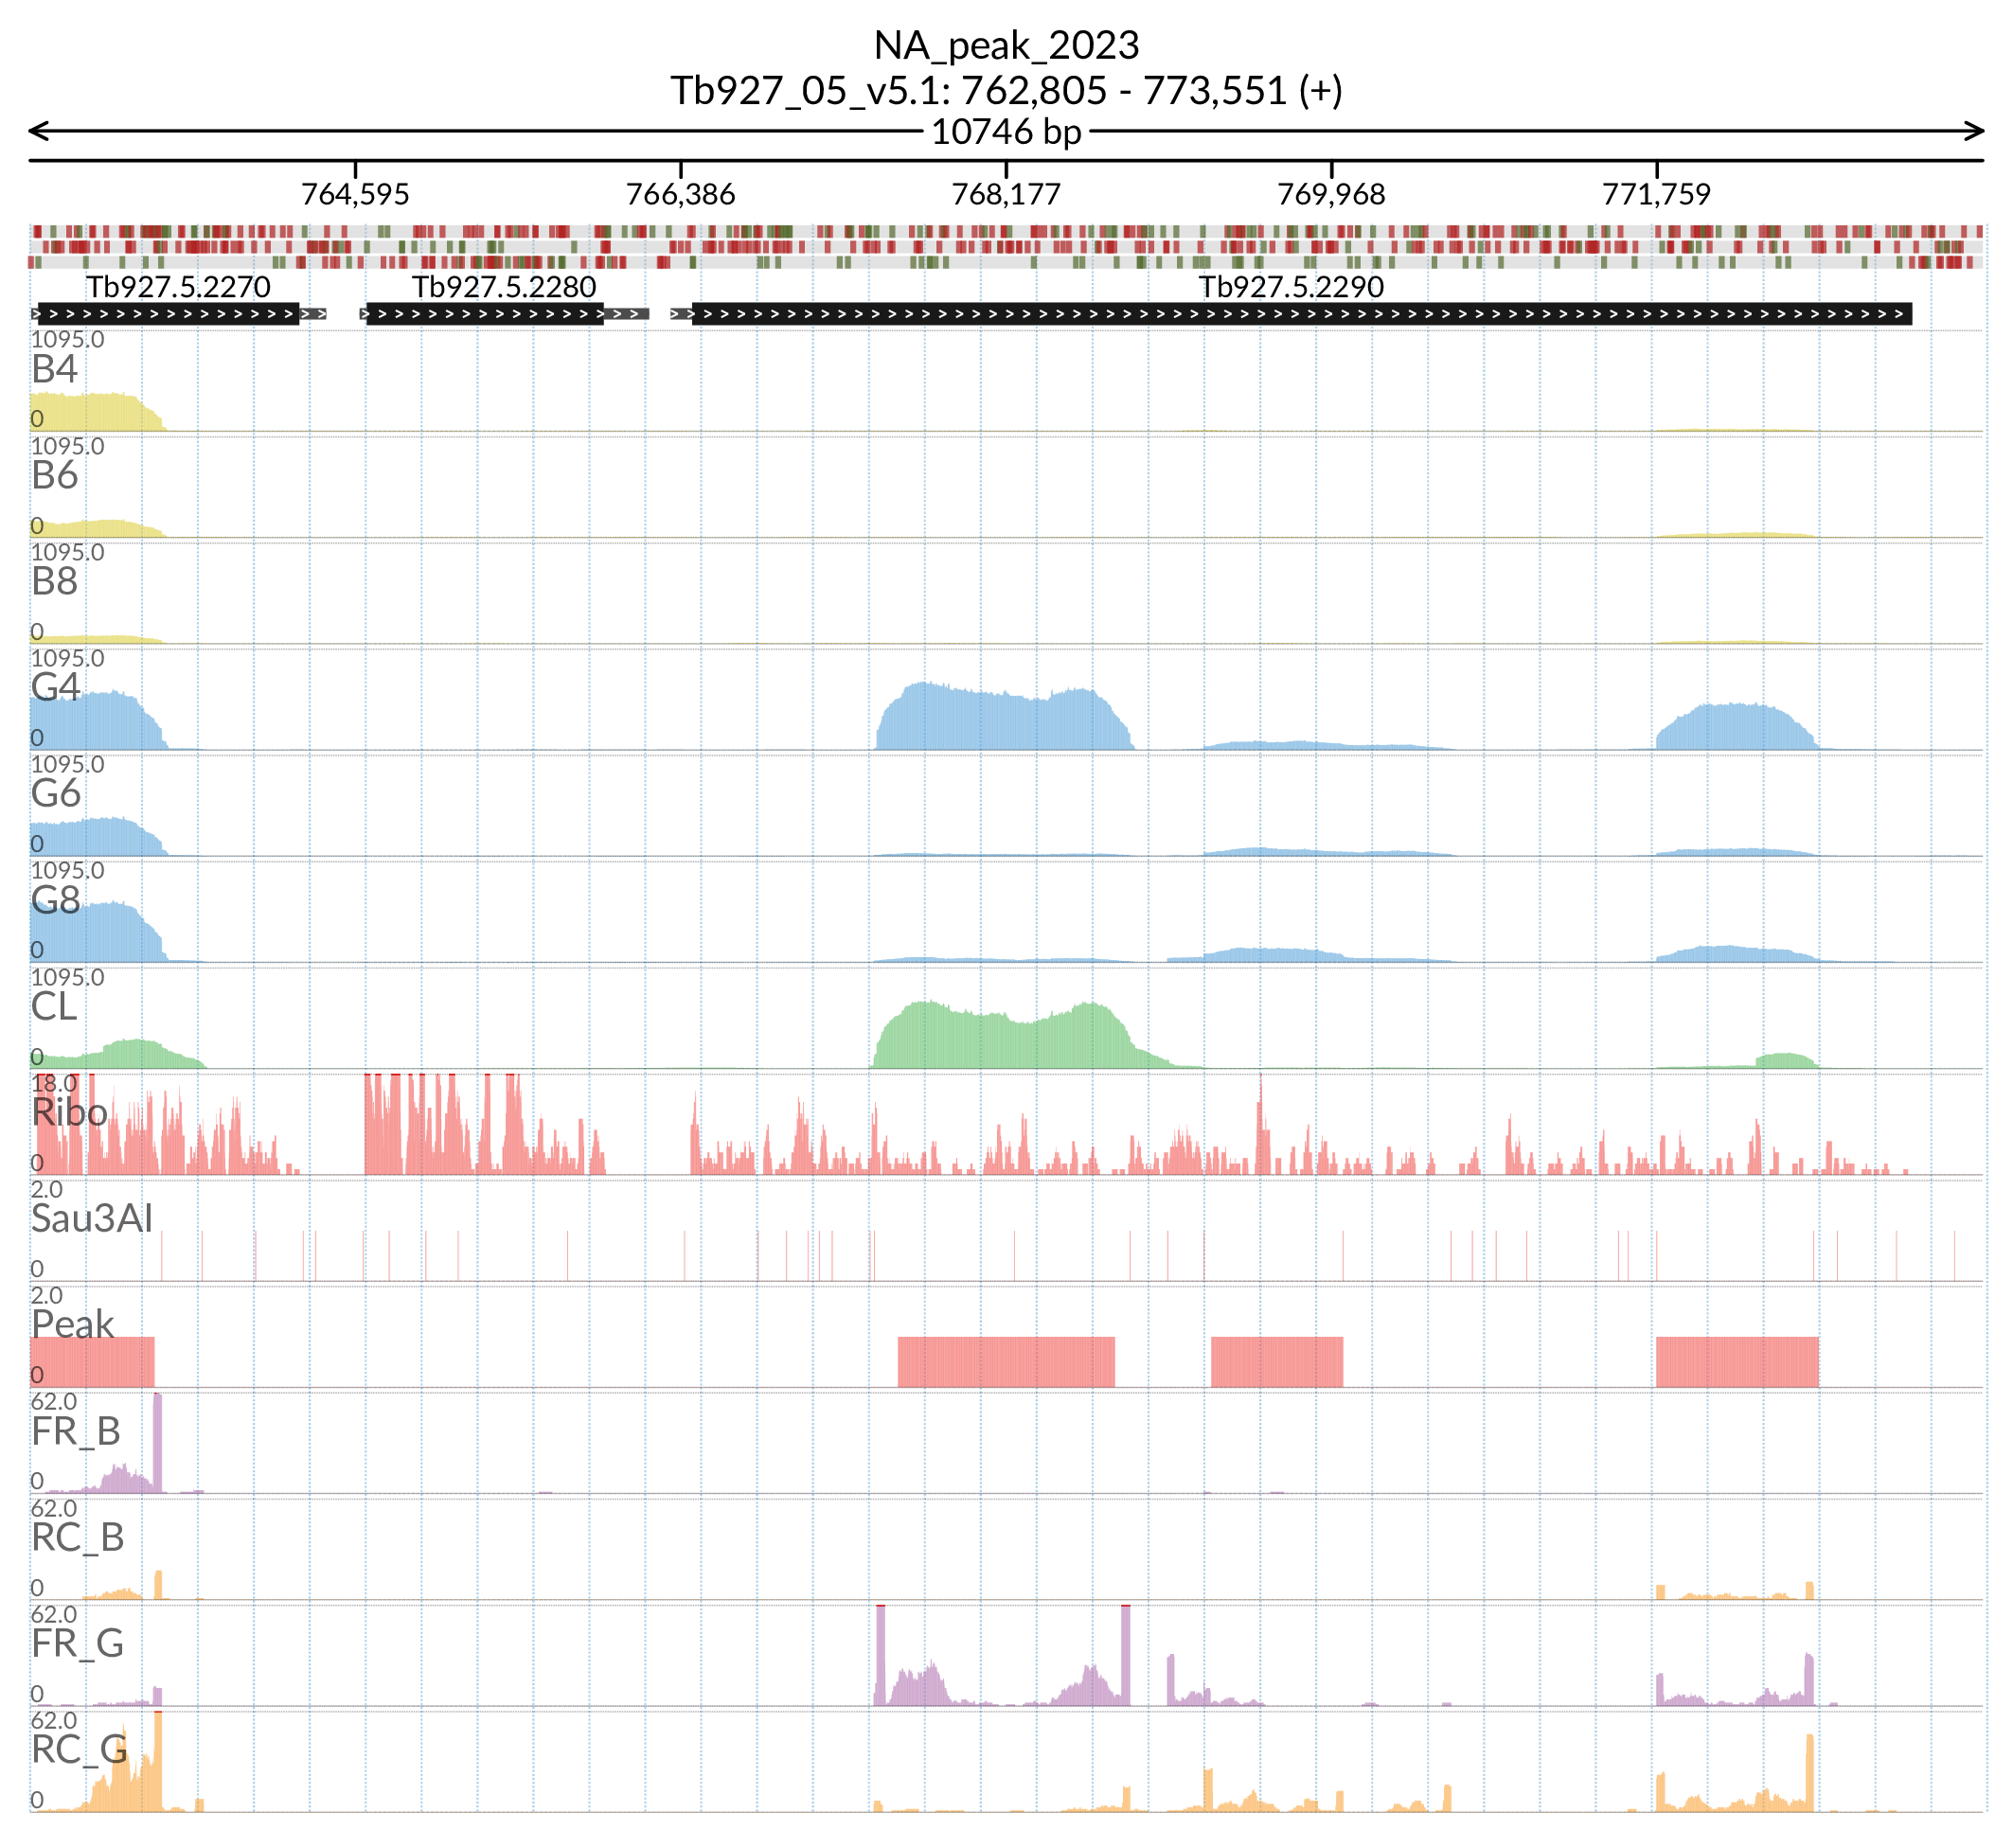 NA_peak_2023
Tb927_05_v5.1: 762,805 - 773,551 (+)
10746 bp
764,595 766,386 768,177 769,968 771,759
Tb927.5.2270 Tb927.5.2280 Tb927.5.2290
1095.0
B4
0
1095.0
B6
0
1095.0
B8
0
1095.0
G4
0
1095.0
G6
0
1095.0
G8
0
1095.0
CL
0
18.0
Ribo
0
2.0
Sau3AI
0
2.0
Peak
0
62.0
FR_B
0
62.0
RC_B
0
62.0
FR_G
0
62.0
RC_G
0